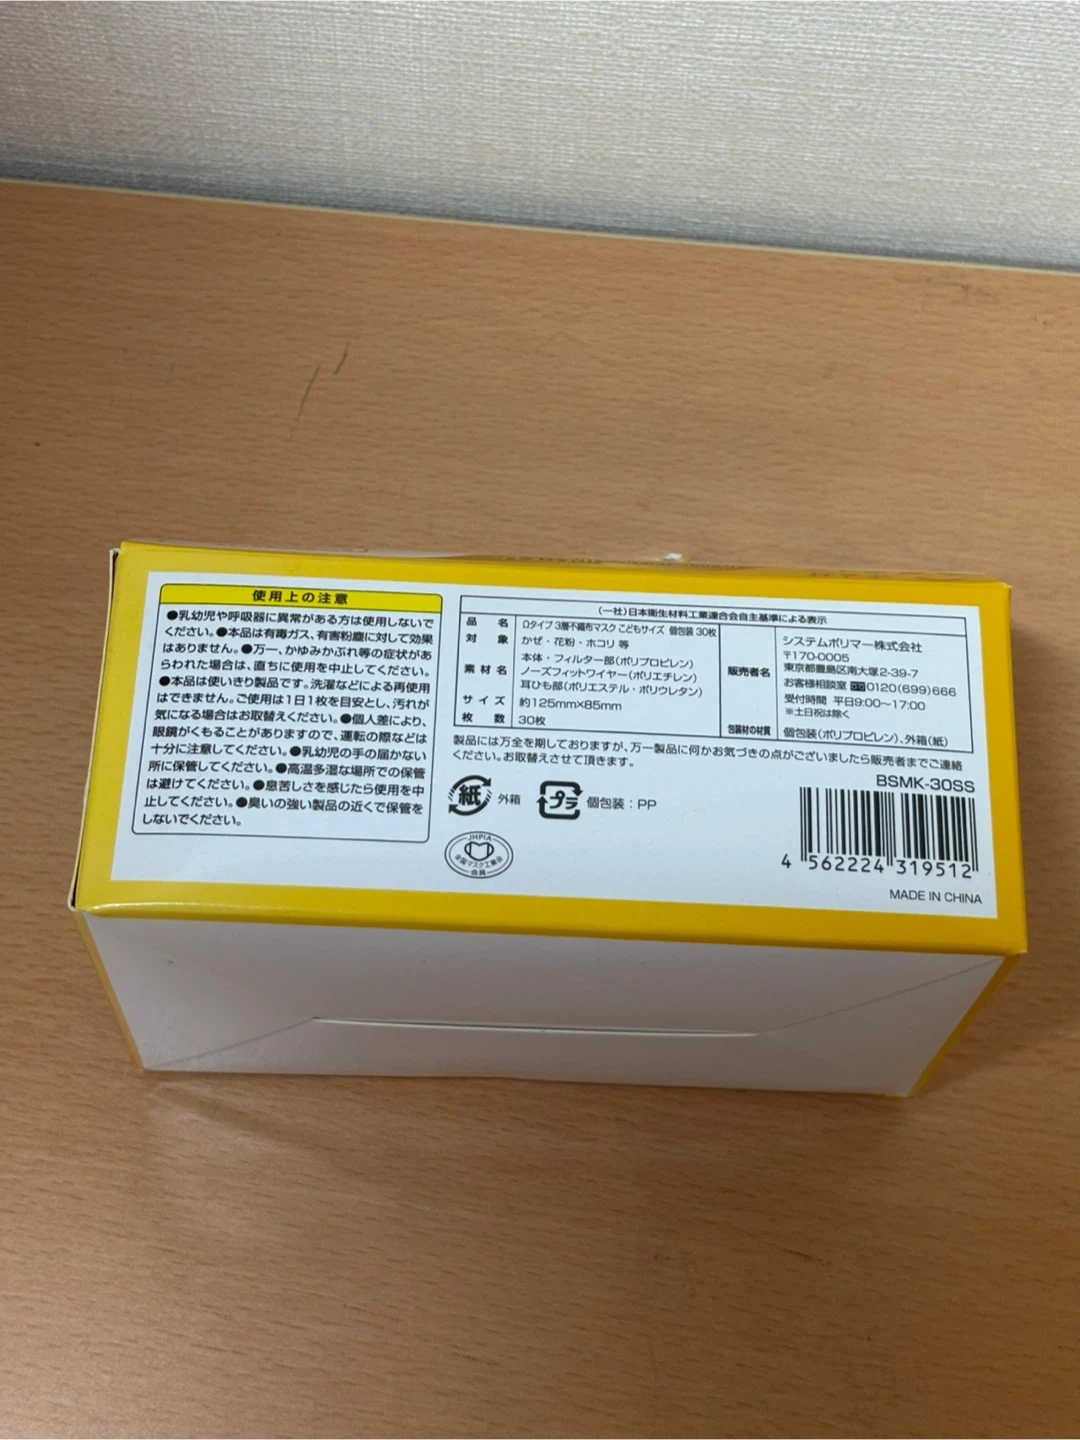 使用上の注意
●乳幼児や呼吸器に異常がある方は使用しないで
ください。●本品は有毒ガス、有害粉塵に対して効果
はありません。●万一、かゆみかぶれ等の症状があ
らわれた場合は、直ちに使用を中止してください。
●本品は使いきり製品です。洗濯などによる再使用
はできません。ご使用は1日1枚を目安とし、汚れが
気になる場合はお取替えください。●個人差により、
眼鏡がくもることがありますので、運転の際などは
十分に注意してください。●乳幼児の手の届かない
所に保管してください。●高温多湿な場所での保管
は避けてください。●息苦しさを感じたら使用を中
止してください。●臭いの強い製品の近くで保管を
しないでください。
(一社)日本衛生材料工業連合会自主基準による表示
品名 Ωタイプ 3層不織布マスク こどもサイズ 個包装 30枚
対象 かぜ・花粉・ホコリ 等
素材名 本体・フィルター部(ポリプロピレン)
ノーズフィットワイヤー(ポリエチレン)
耳ひも部(ポリエステル・ポリウレタン)
サイズ 約125mm×85mm
枚数 30枚
販売者名 システムポリマー株式会社
〒170-0005
東京都豊島区南大塚2-39-7
お客様相談室 0120(699)666
受付時間 平日9:00〜17:00
※土日祝は除く
包装材の材質 個包装(ポリプロピレン)、外箱(紙)
製品には万全を期しておりますが、万一製品に何かお気づきの点がございましたら販売者までご連絡
ください。お取替えさせて頂きます。
BSMK-30SS
紙 外箱 プラ 個包装:PP
JHPIA
全国マスク工業会
会員
4 562224 319512
MADE IN CHINA